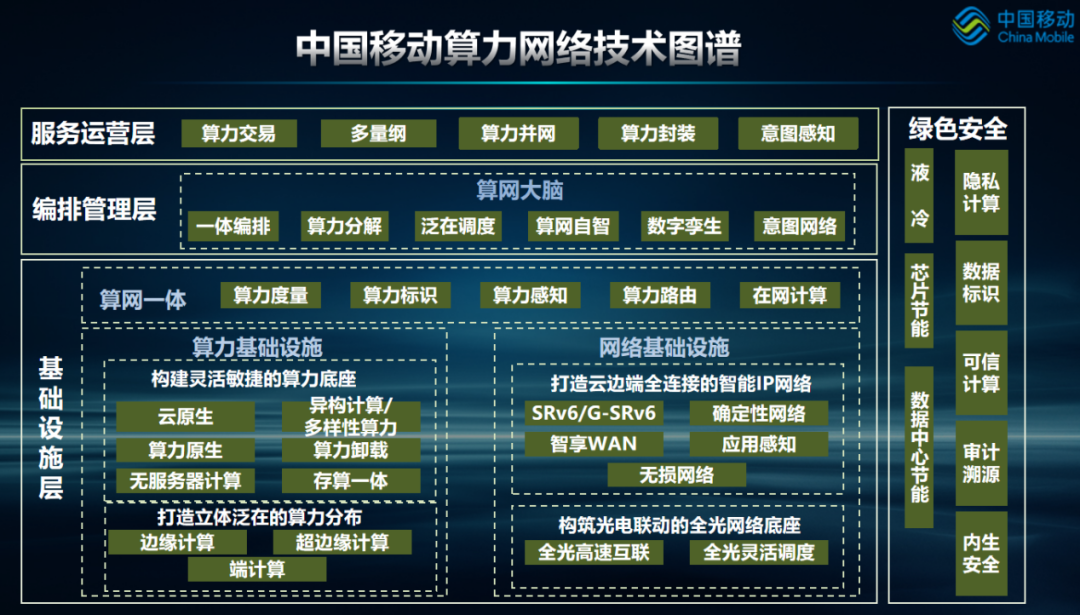 中国移动
China Mobile
中国移动算力网络技术图谱
服务运营层
算力交易
多量纲
算力并网
算力封装
意图感知
编排管理层
算网大脑
一体编排
算力分解
泛在调度
算网自智
数字孪生
意图网络
基础设施层
算网一体
算力度量
算力标识
算力感知
算力路由
在网计算
算力基础设施
构建灵活敏捷的算力底座
云原生
异构计算/
多样性算力
算力原生
算力卸载
无服务器计算
存算一体
打造立体泛在的算力分布
边缘计算
超边缘计算
端计算
网络基础设施
打造云边端全连接的智能IP网络
SRv6/G-SRv6
确定性网络
智享WAN
应用感知
无损网络
构筑光电联动的全光网络底座
全光高速互联
全光灵活调度
绿色安全
液冷
芯片节能
数据中心节能
隐私
计算
数据
标识
可信
计算
审计
溯源
内生
安全